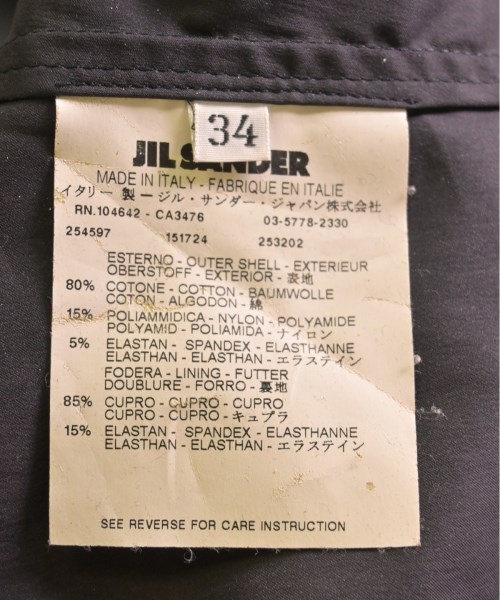 34
JIL SANDER
MADE IN ITALY - FABRIQUE EN ITALIE
イタリー 製 ー ジル・サンダー・ジャパン株式会社
RN.104642 - CA3476 03-5778-2330
254597 151724 253202
ESTERNO - OUTER SHELL - EXTERIEUR
OBERSTOFF - EXTERIOR - 表地
80% COTONE - COTTON - BAUMWOLLE
COTON - ALGODON - 綿
15% POLIAMMIDICA - NYLON - POLYAMIDE
POLYAMID - POLIAMIDA - ナイロン
5% ELASTAN - SPANDEX - ELASTHANNE
ELASTHAN - ELASTHAN - エラステイン
FODERA - LINING - FUTTER
DOUBLURE - FORRO - 裏地
85% CUPRO - CUPRO - CUPRO
CUPRO - CUPRO - キュプラ
15% ELASTAN - SPANDEX - ELASTHANNE
ELASTHAN - ELASTHAN - エラステイン
SEE REVERSE FOR CARE INSTRUCTION